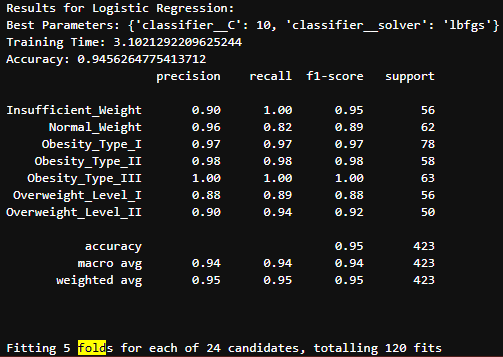 Results for Logistic Regression:
Best Parameters: {'classifier__C': 10, 'classifier__solver': 'lbfgs'}
Training Time: 3.1021292209625244
Accuracy: 0.9456264775413712
precision recall f1-score support
Insufficient_Weight 0.90 1.00 0.95 56
Normal_Weight 0.96 0.82 0.89 62
Obesity_Type_I 0.97 0.97 0.97 78
Obesity_Type_II 0.98 0.98 0.98 58
Obesity_Type_III 1.00 1.00 1.00 63
Overweight_Level_I 0.88 0.89 0.88 56
Overweight_Level_II 0.90 0.94 0.92 50
accuracy 0.95 423
macro avg 0.94 0.94 0.94 423
weighted avg 0.95 0.95 0.95 423
Fitting 5 folds for each of 24 candidates, totalling 120 fits